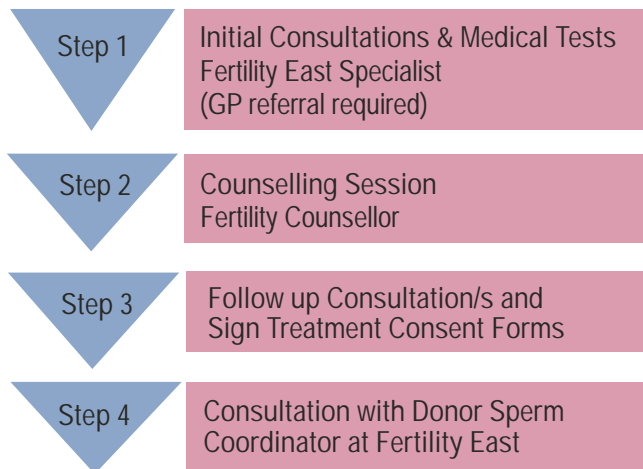 Step 1
Initial Consultations & Medical Tests
Fertility East Specialist
(GP referral required)
Step 2
Counselling Session
Fertility Counsellor
Step 3
Follow up Consultation/s and
Sign Treatment Consent Forms
Step 4
Consultation with Donor Sperm
Coordinator at Fertility East